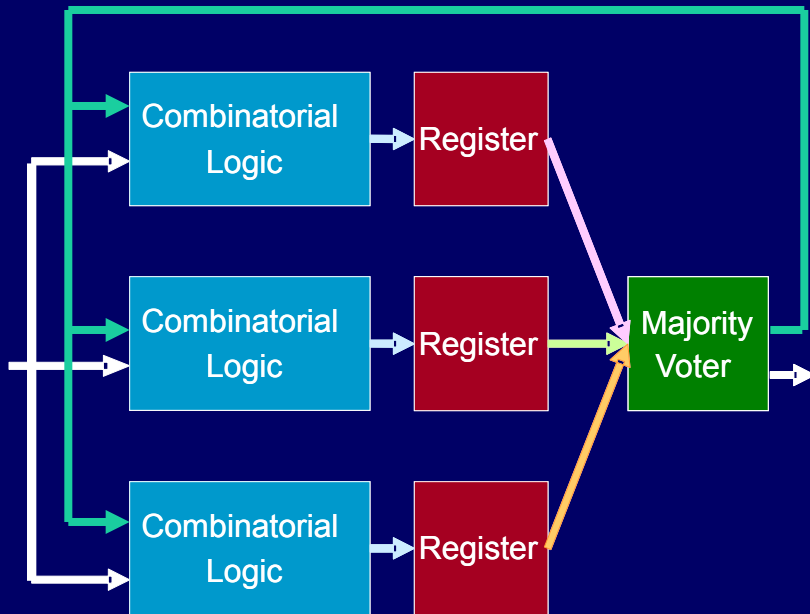 Combinatorial
Logic
Register
Combinatorial
Logic
Register
Majority
Voter
Combinatorial
Logic
Register